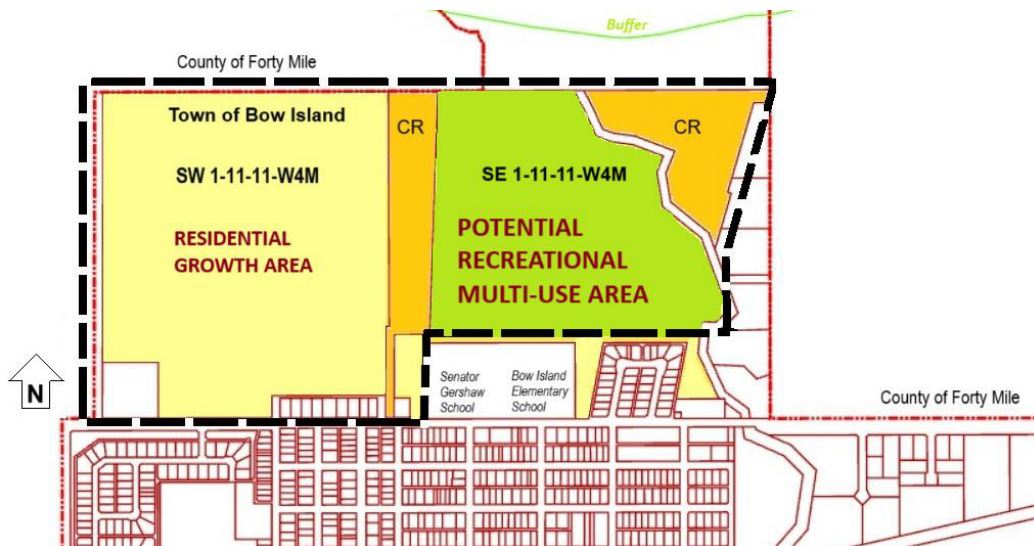 Buffer
County of Forty Mile
Town of Bow Island
CR
CR
SW 1-11-11-W4M
SE 1-11-11-W4M
RESIDENTIAL
GROWTH AREA
POTENTIAL
RECREATIONAL
MULTI-USE AREA
Senator
Gershaw
School
Bow Island
Elementary
School
N
County of Forty Mile